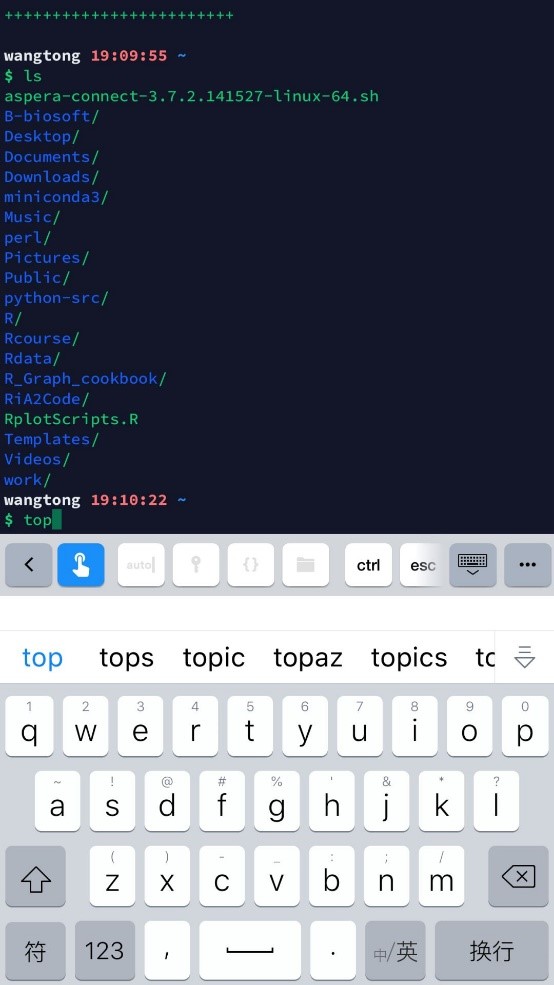 ++++++++++++++++++++++++
wangtong 19:09:55 ~
$ ls
aspera-connect-3.7.2.141527-linux-64.sh
B-biosoft/
Desktop/
Documents/
Downloads/
miniconda3/
Music/
perl/
Pictures/
Public/
python-src/
R/
Rcourse/
Rdata/
R_Graph_cookbook/
RiA2Code/
RplotScripts.R
Templates/
Videos/
work/
wangtong 19:10:22 ~
$ top
auto {} ctrl esc •••
top tops topic topaz topics
1 2 3 4 5 6 7 8 9 0
q w e r t y u i o p
~ ! @ # % ' & * ?
a s d f g h j k l
( ) - _ : ; /
z x c v b n m
符 123 , . 中/英 换行